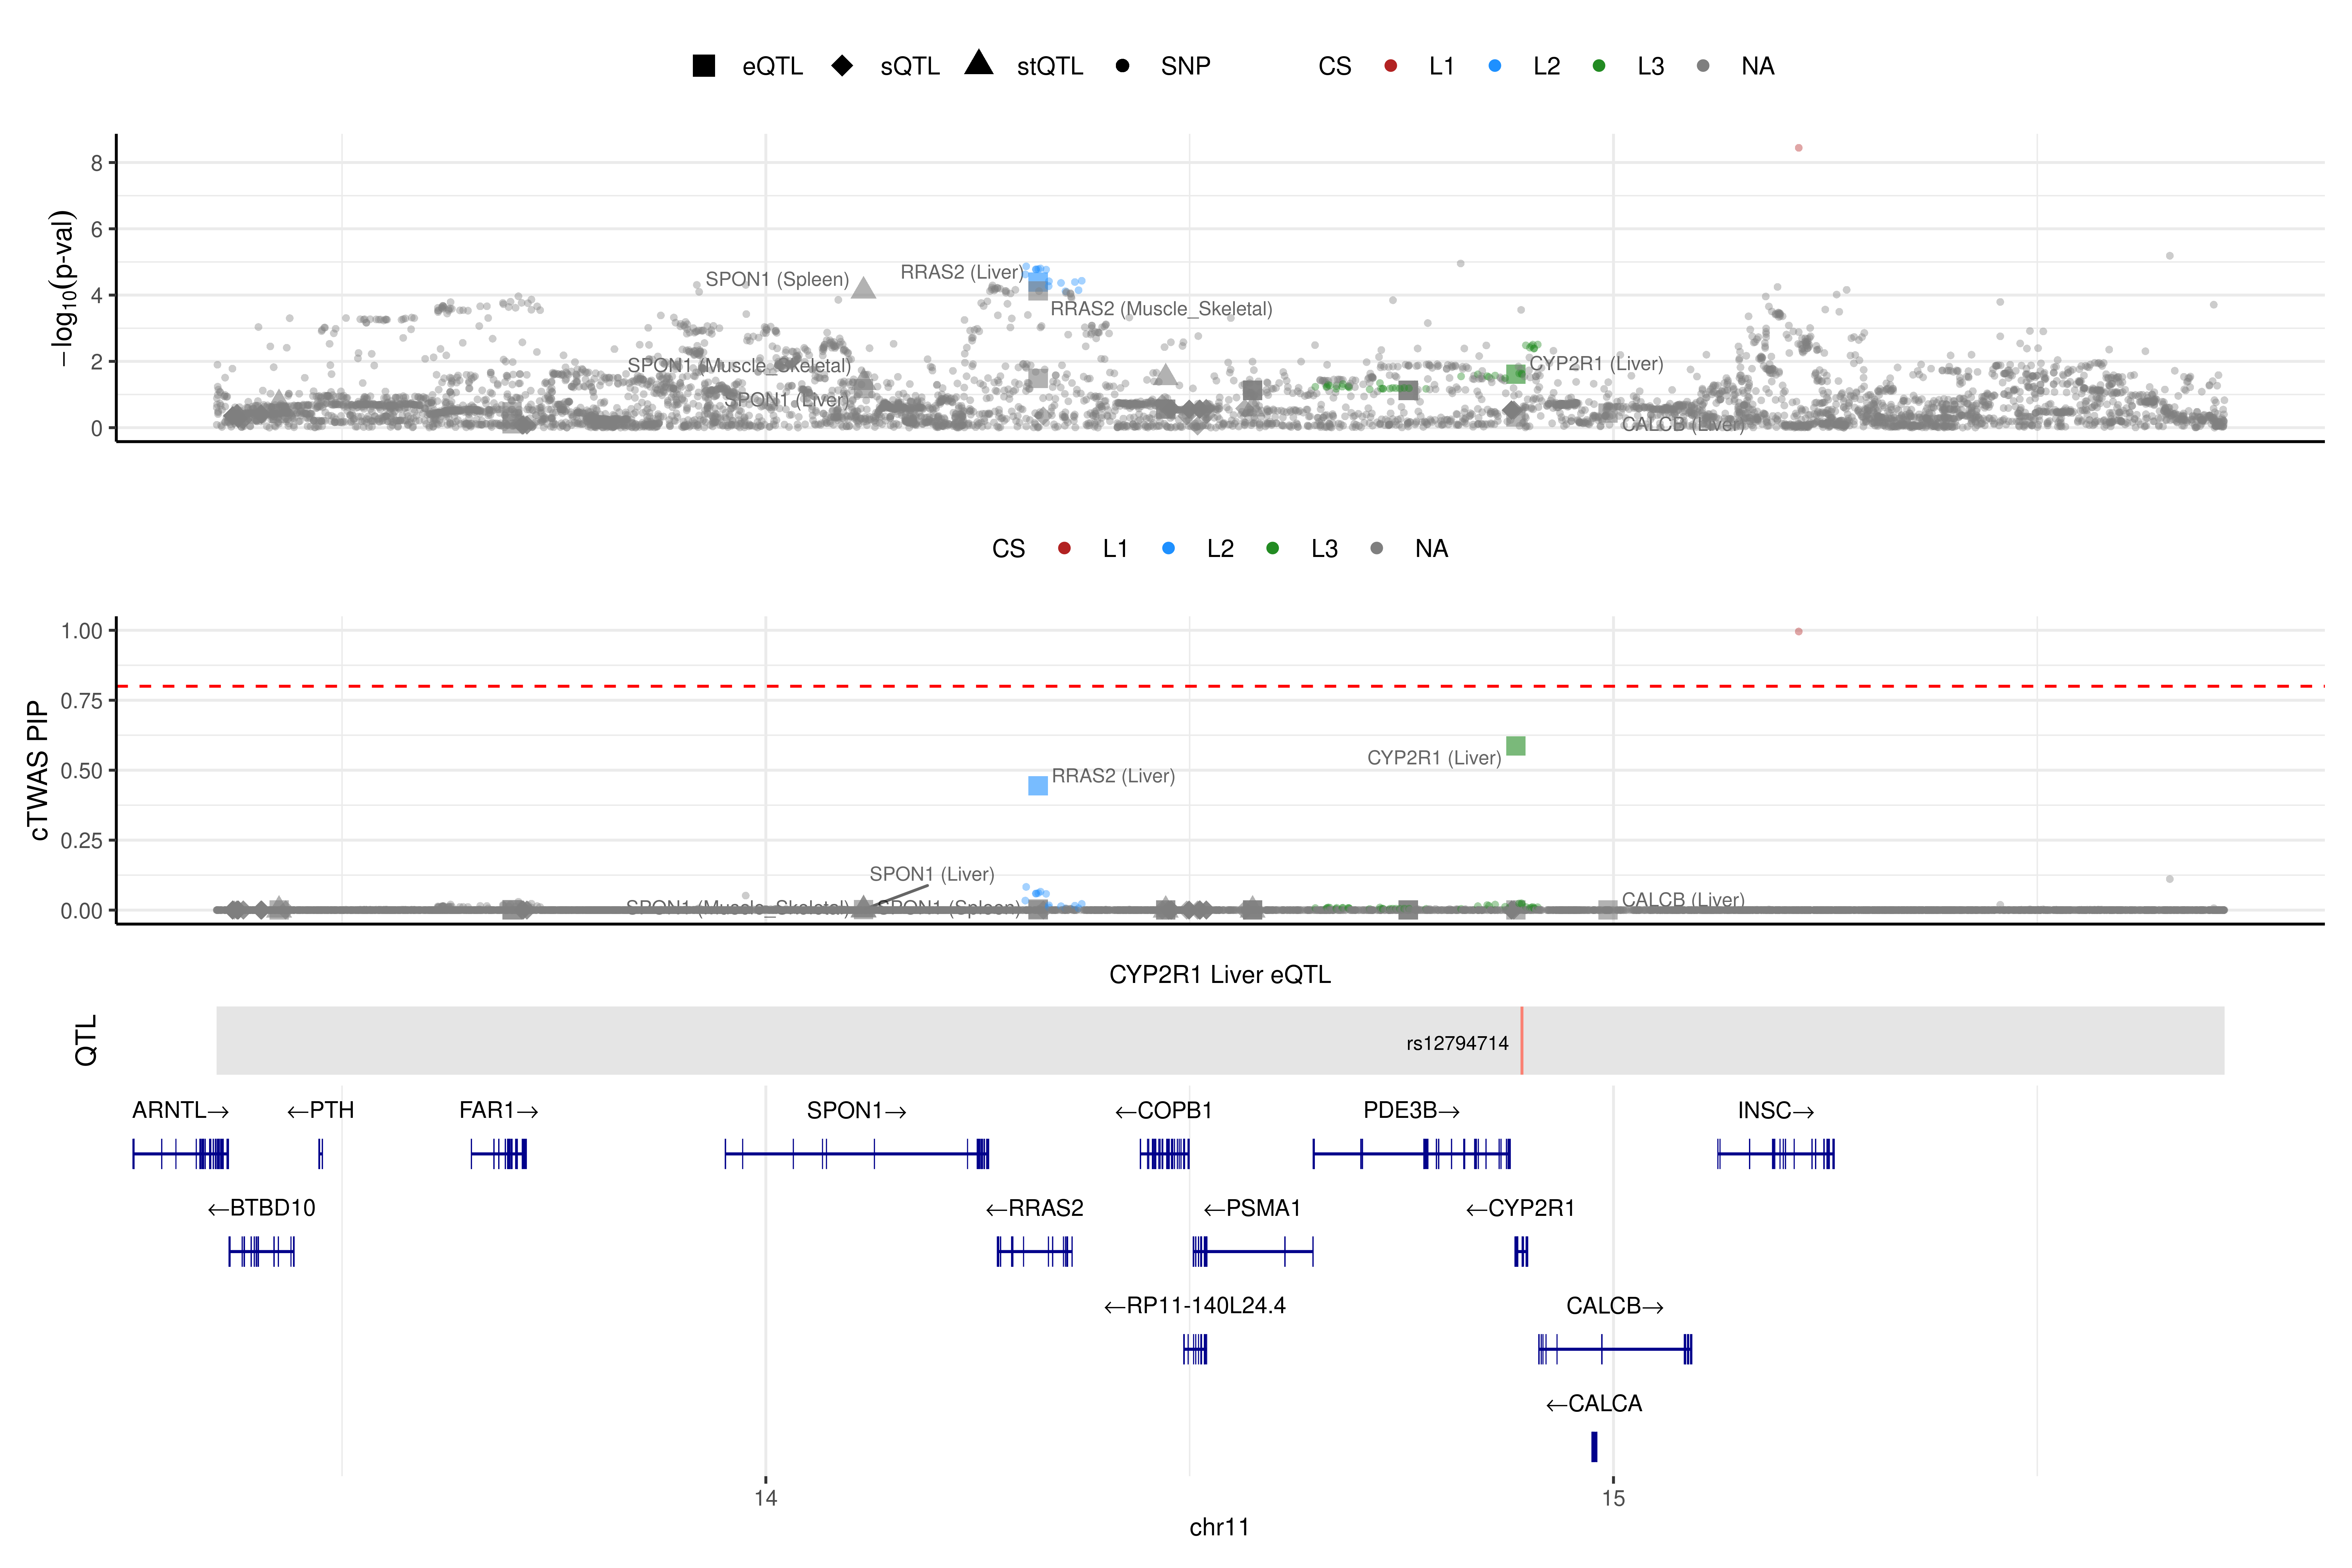 eQTL sQTL stQTL SNP CS L1 L2 L3 NA
−log10(p-val)
8
6
4
2
0
SPON1 (Spleen)
RRAS2 (Liver)
RRAS2 (Muscle_Skeletal)
SPON1 (Muscle_Skeletal)
CYP2R1 (Liver)
SPON1 (Liver)
CALCB (Liver)
CS L1 L2 L3 NA
cTWAS PIP
1.00
0.75
0.50
0.25
0.00
CYP2R1 (Liver)
RRAS2 (Liver)
SPON1 (Liver)
SPON1 (Muscle_Skeletal)
SPON1 (Spleen)
CALCB (Liver)
CYP2R1 Liver eQTL
QTL
rs12794714
ARNTL→ ←PTH FAR1→ SPON1→ ←COPB1 PDE3B→ INSC→
←BTBD10 ←RRAS2 ←PSMA1 ←CYP2R1
←RP11-140L24.4 CALCB→
←CALCA
14 15
chr11